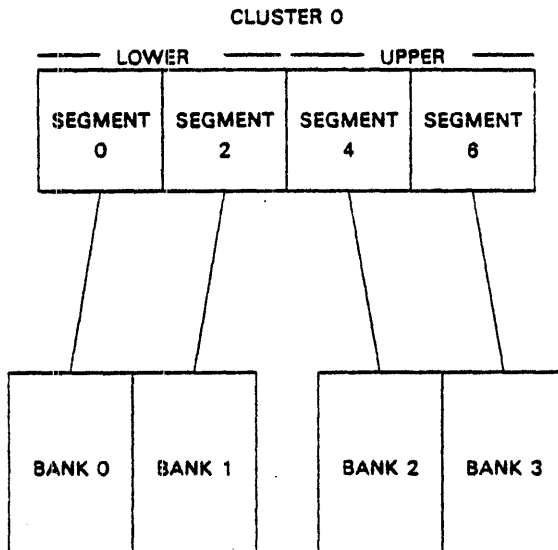 CLUSTER 0
LOWER UPPER
SEGMENT SEGMENT SEGMENT SEGMENT
0 2 4 6
BANK 0 BANK 1 BANK 2 BANK 3